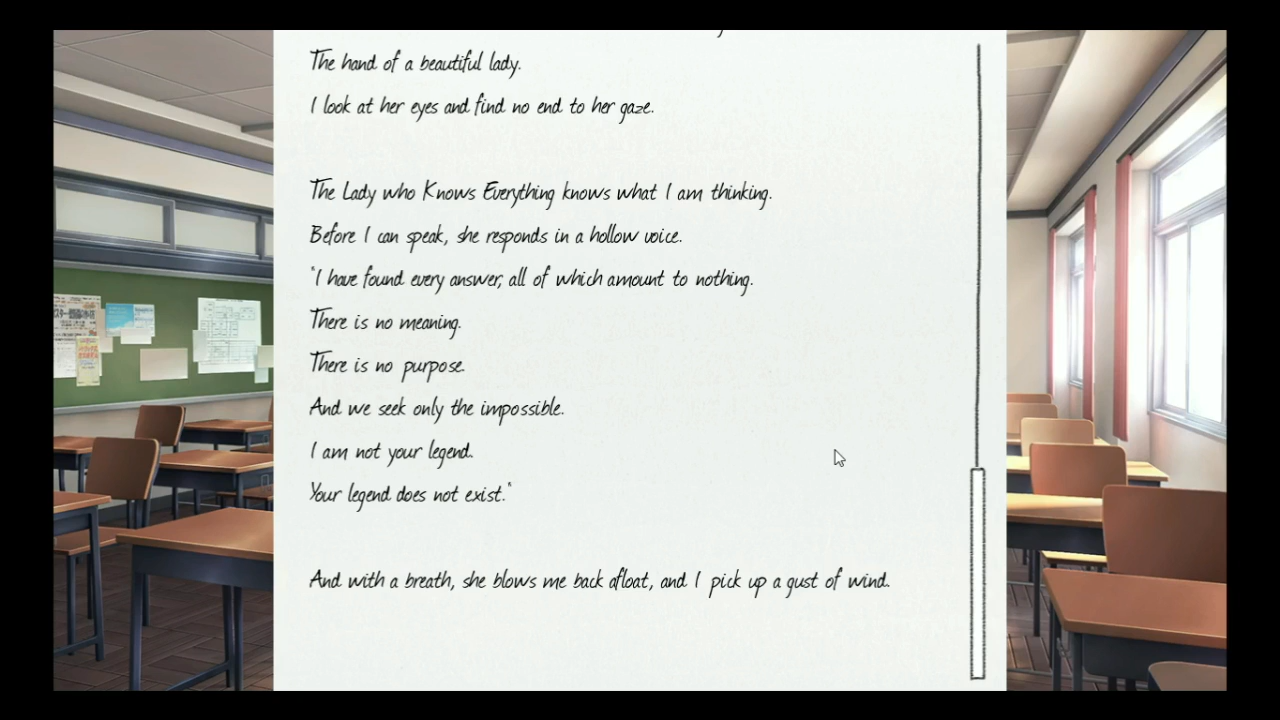 The hand of a beautiful lady.
I look at her eyes and find no end to her gaze.
The Lady who Knows Everything knows what I am thinking.
Before I can speak, she responds in a hollow voice.
"I have found every answer, all of which amount to nothing.
There is no meaning.
There is no purpose.
And we seek only the impossible.
I am not your legend.
Your legend does not exist."
And with a breath, she blows me back afloat, and I pick up a gust of wind.